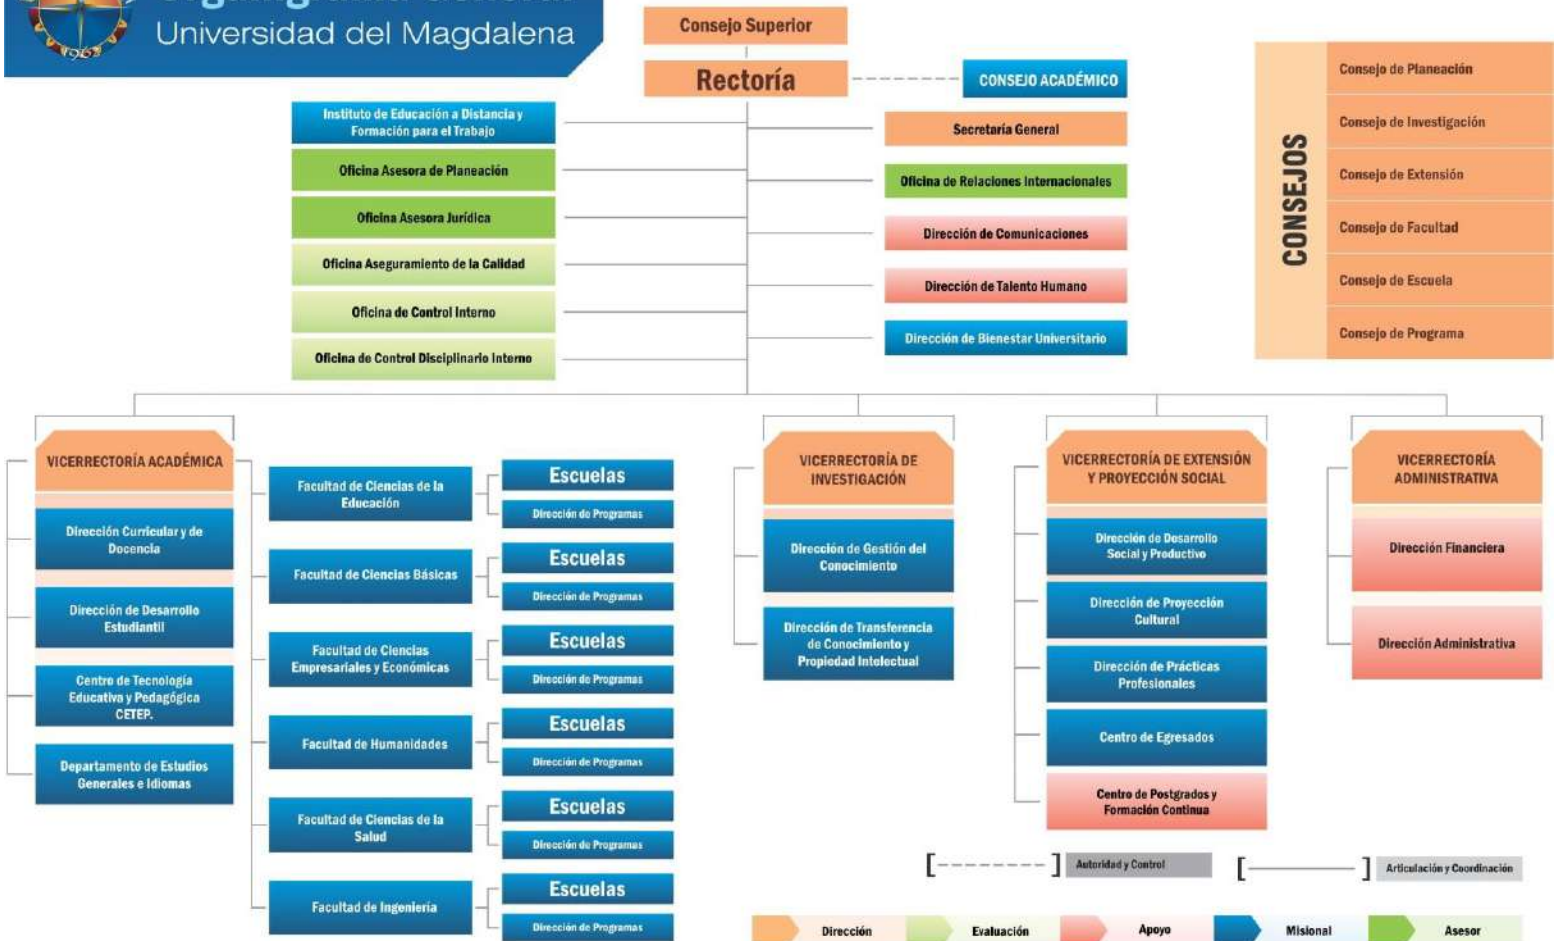 Universidad del Magdalena
1962
Consejo Superior
Rectoría
CONSEJO ACADÉMICO
Instituto de Educación a Distancia y
Formación para el Trabajo
Oficina Asesora de Planeación
Oficina Asesora Jurídica
Oficina Aseguramiento de la Calidad
Oficina de Control Interno
Oficina de Control Disciplinario Interno
Secretaría General
Oficina de Relaciones Internacionales
Dirección de Comunicaciones
Dirección de Talento Humano
Dirección de Bienestar Universitario
CONSEJOS
Consejo de Planeación
Consejo de Investigación
Consejo de Extensión
Consejo de Facultad
Consejo de Escuela
Consejo de Programa
VICERRECTORÍA ACADÉMICA
Dirección Curricular y de
Docencia
Dirección de Desarrollo
Estudiantil
Centro de Tecnología
Educativa y Pedagógica
CETEP.
Departamento de Estudios
Generales e Idiomas
Facultad de Ciencias de la
Educación
Escuelas
Dirección de Programas
Facultad de Ciencias Básicas
Escuelas
Dirección de Programas
Facultad de Ciencias
Empresariales y Económicas
Escuelas
Dirección de Programas
Facultad de Humanidades
Escuelas
Dirección de Programas
Facultad de Ciencias de la
Salud
Escuelas
Dirección de Programas
Facultad de Ingeniería
Escuelas
Dirección de Programas
VICERRECTORÍA DE
INVESTIGACIÓN
Dirección de Gestión del
Conocimiento
Dirección de Transferencia
de Conocimiento y
Propiedad Intelectual
VICERRECTORÍA DE EXTENSIÓN
Y PROYECCIÓN SOCIAL
Dirección de Desarrollo
Social y Productivo
Dirección de Proyección
Cultural
Dirección de Prácticas
Profesionales
Centro de Egresados
Centro de Postgrados y
Formación Continua
VICERRECTORÍA
ADMINISTRATIVA
Dirección Financiera
Dirección Administrativa
Autoridad y Control
Articulación y Coordinación
Dirección
Evaluación
Apoyo
Misional
Asesor